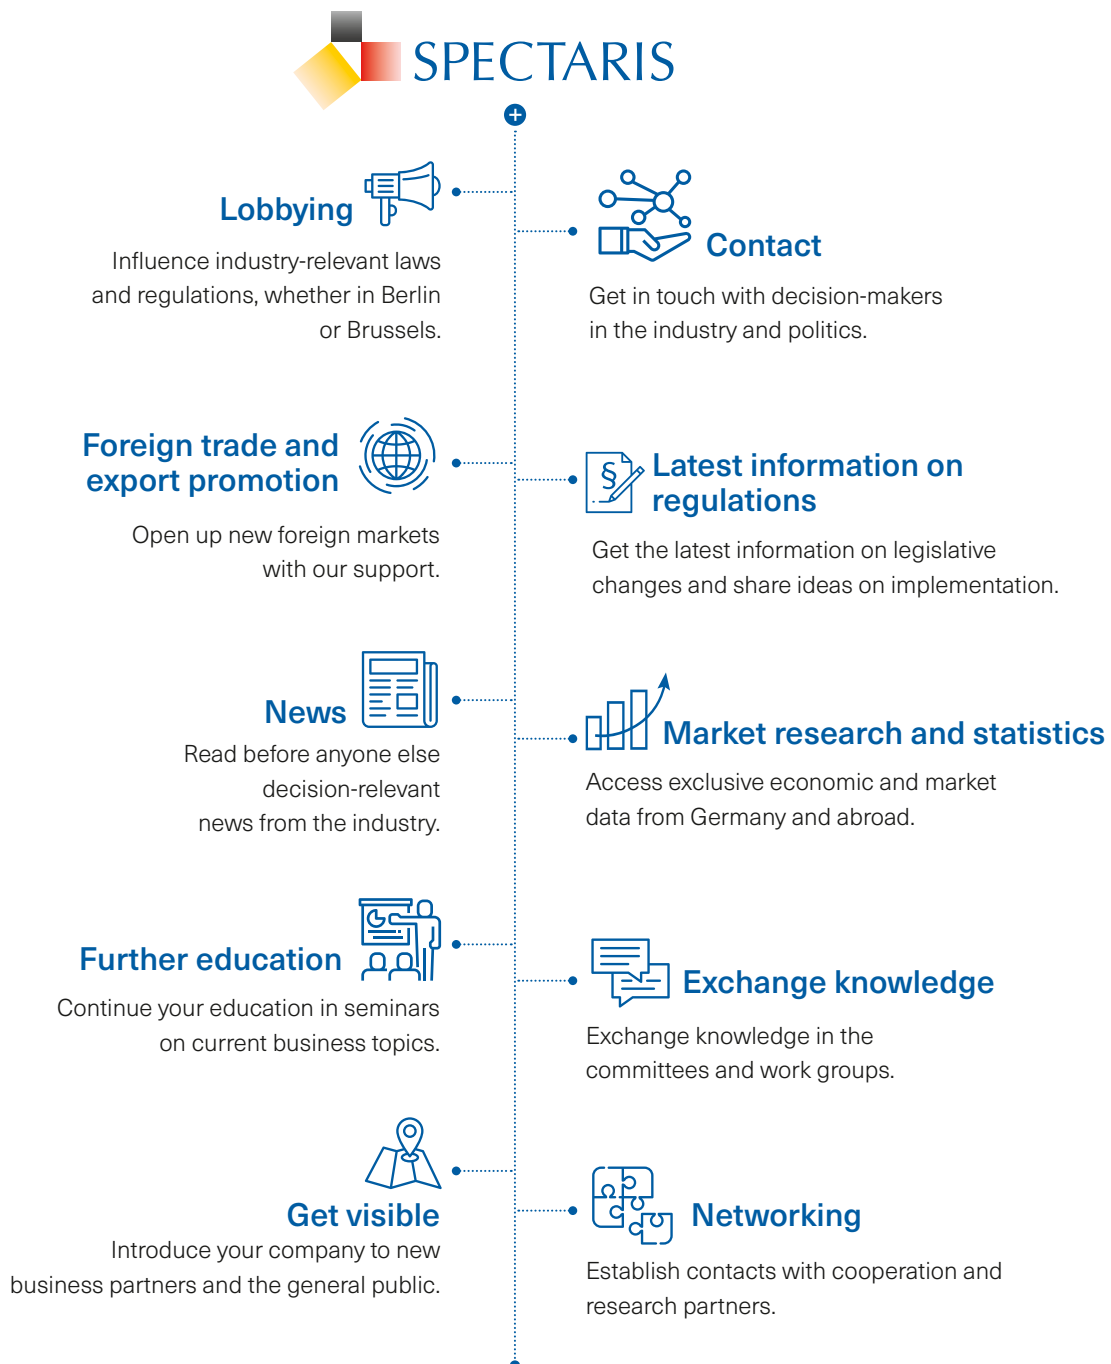 SPECTARIS
Lobbying
Influence industry-relevant laws
and regulations, whether in Berlin
or Brussels.
Contact
Get in touch with decision-makers
in the industry and politics.
Foreign trade and
export promotion
Open up new foreign markets
with our support.
§
Latest information on
regulations
Get the latest information on legislative
changes and share ideas on implementation.
News
Read before anyone else
decision-relevant
news from the industry.
Market research and statistics
Access exclusive economic and market
data from Germany and abroad.
Further education
Continue your education in seminars
on current business topics.
Exchange knowledge
Exchange knowledge in the
committees and work groups.
Get visible
Introduce your company to new
business partners and the general public.
Networking
Establish contacts with cooperation and
research partners.